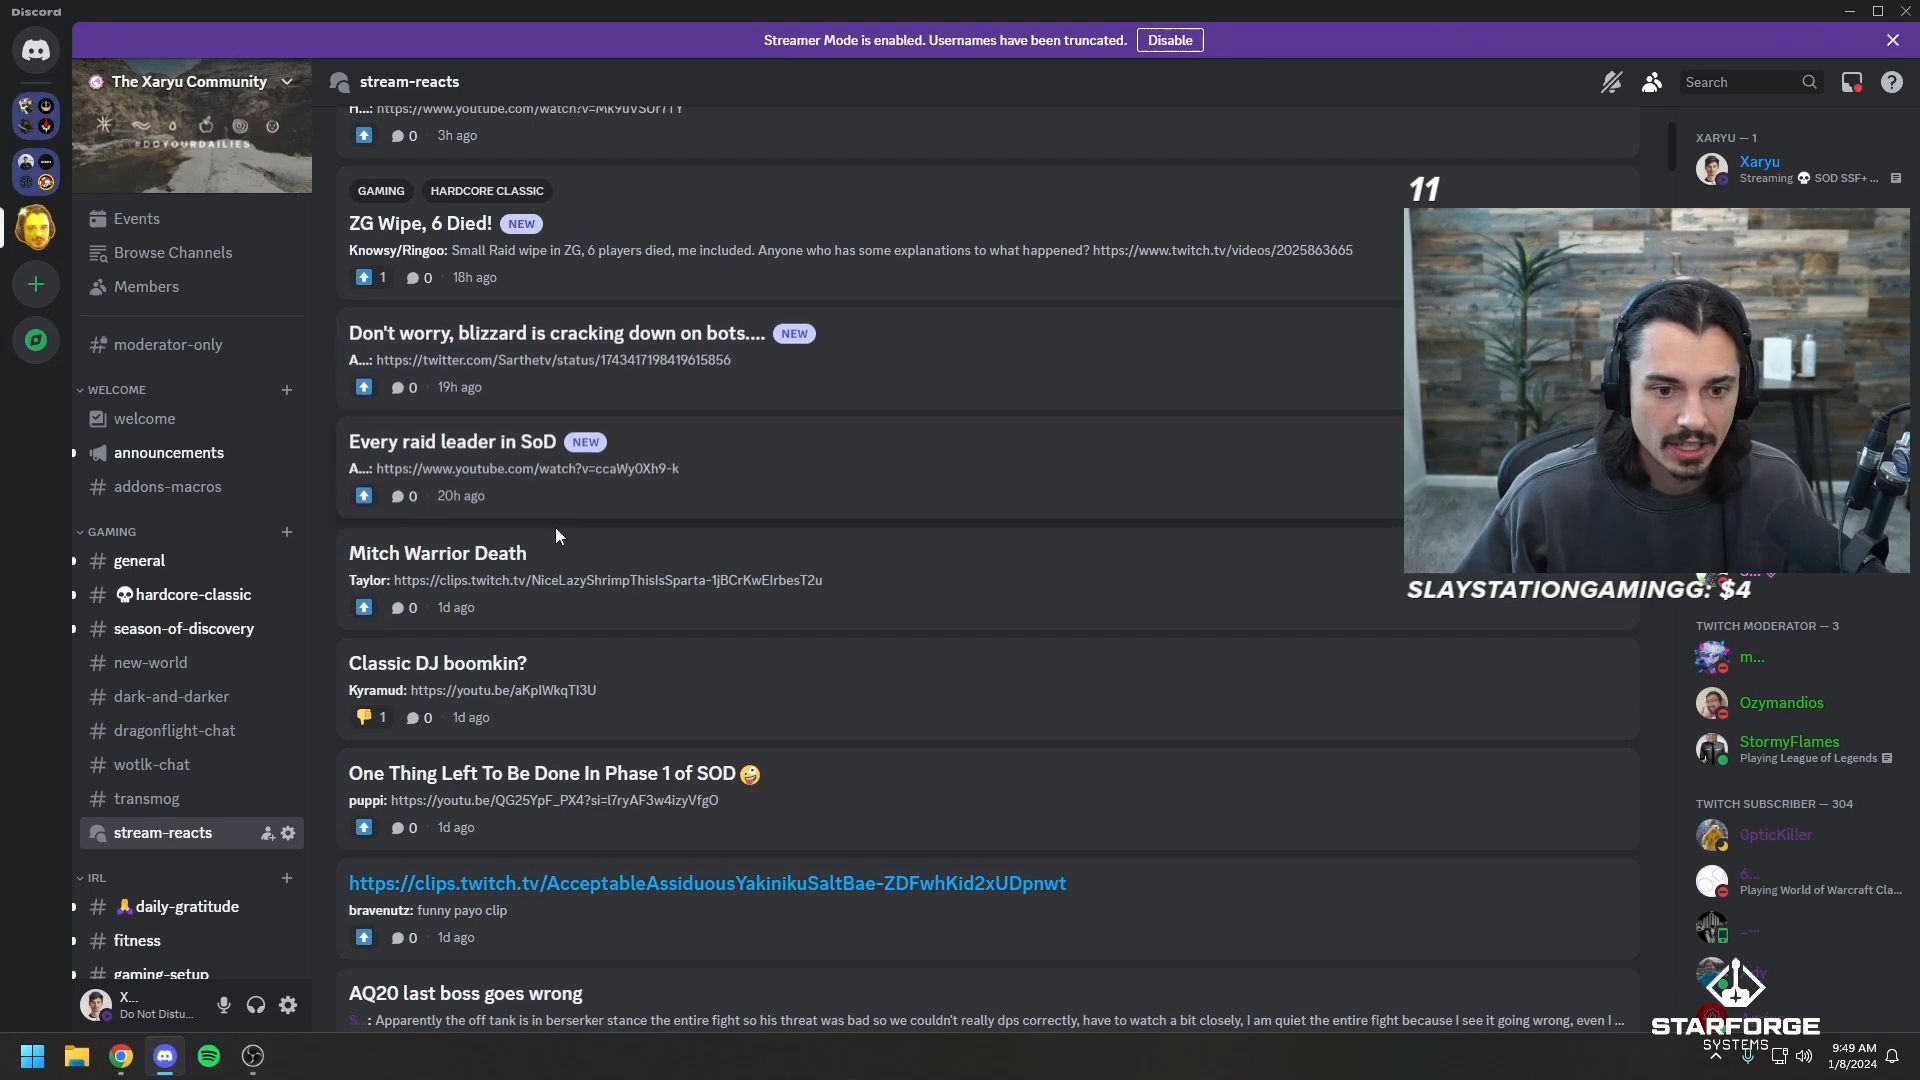 Discord
Streamer Mode is enabled. Usernames have been truncated.
Disable
The Xaryu Community
#DOYOURDAILIES
Events
Browse Channels
Members
moderator-only
WELCOME
welcome
announcements
addons-macros
GAMING
general
💀hardcore-classic
season-of-discovery
new-world
dark-and-darker
dragonflight-chat
wotlk-chat
transmog
stream-reacts
IRL
🙏daily-gratitude
fitness
gaming-setup
X...
Do Not Distu...
stream-reacts
Search
H...: https://www.youtube.com/watch?v=Mk9uVSUr71Y
0 · 3h ago
GAMING HARDCORE CLASSIC
ZG Wipe, 6 Died! NEW
Knowsy/Ringoo: Small Raid wipe in ZG, 6 players died, me included. Anyone who has some explanations to what happened? https://www.twitch.tv/videos/2025863665
1 0 · 18h ago
Don't worry, blizzard is cracking down on bots.... NEW
A...: https://twitter.com/Sarthetv/status/1743417198419615856
0 · 19h ago
Every raid leader in SoD NEW
A...: https://www.youtube.com/watch?v=ccaWy0Xh9-k
0 · 20h ago
Mitch Warrior Death
Taylor: https://clips.twitch.tv/NiceLazyShrimpThisIsSparta-1jBCrKwEIrbesT2u
0 · 1d ago
Classic DJ boomkin?
Kyramud: https://youtu.be/aKpIWkqTI3U
👎 1 0 · 1d ago
One Thing Left To Be Done In Phase 1 of SOD🤪
puppi: https://youtu.be/QG25YpF_PX4?si=l7ryAF3w4izyVfgO
0 · 1d ago
https://clips.twitch.tv/AcceptableAssiduousYakinikuSaltBae-ZDFwhKid2xUDpnwt
bravenutz: funny payo clip
0 · 1d ago
AQ20 last boss goes wrong
S...: Apparently the off tank is in berserker stance the entire fight so his threat was bad so we couldn't really dps correctly, have to watch a bit closely, I am quiet the entire fight because I see it going wrong, even I ...
XARYU — 1
Xaryu
Streaming 💀 SOD SSF+ ...
11
SLAYSTATIONGAMINGG: $4
TWITCH MODERATOR — 3
m...
Ozymandios
StormyFlames
Playing League of Legends
TWITCH SUBSCRIBER — 304
0pticKiller
6...
Playing World of Warcraft Cla...
_...
STARFORGE
SYSTEMS
9:49 AM
1/8/2024